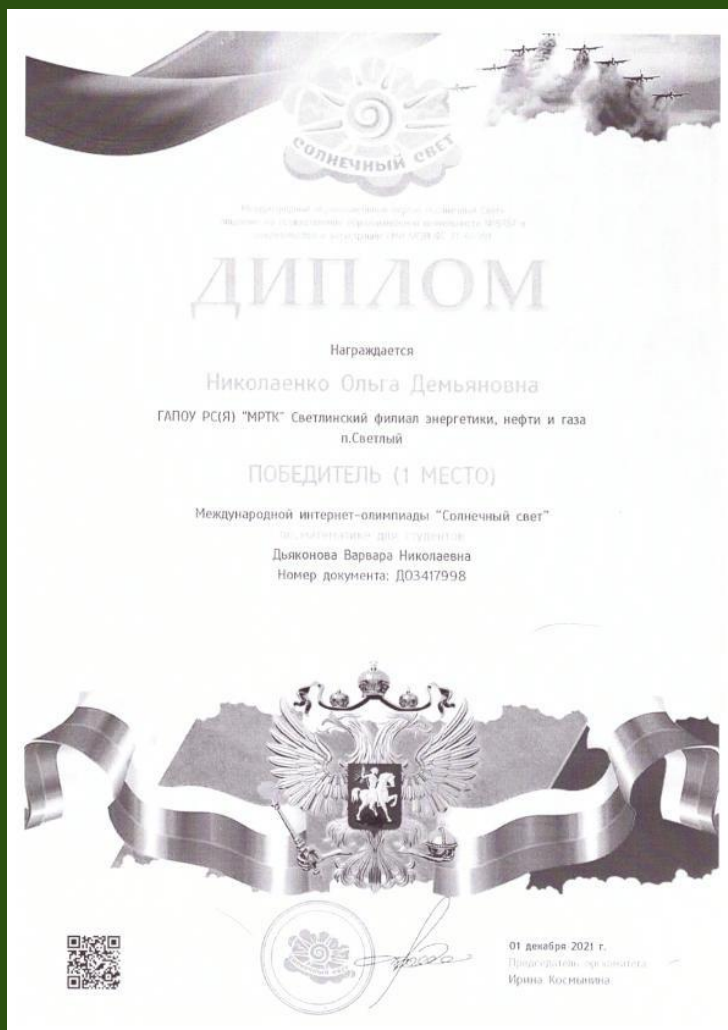 СОЛНЕЧНЫЙ СВЕТ
ДИПЛОМ
Награждается
Николаенко Ольга Демьяновна
ГАПОУ РС(Я) "МРТК" Светлинский филиал энергетики, нефти и газа
п.Светлый
ПОБЕДИТЕЛЬ (1 МЕСТО)
Международной интернет-олимпиады "Солнечный свет"
по математике для студентов
Дьяконова Варвара Николаевна
Номер документа: ДО3417998
01 декабря 2021 г.
Председатель оргкомитета
Ирина Космынина